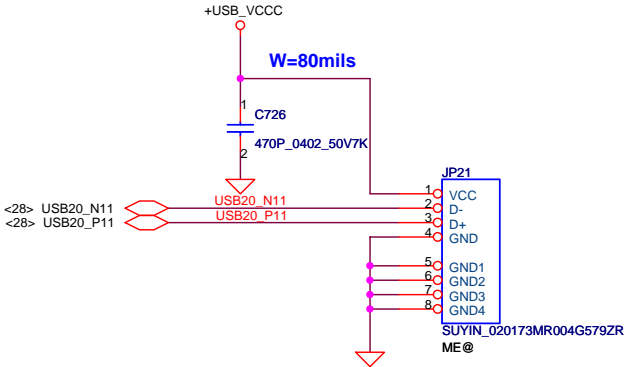 +USB_VCCC
W=80mils
1
C726
470P_0402_50V7K
2
JP21
1 VCC
<28> USB20_N11 USB20_N11 2 D-
<28> USB20_P11 USB20_P11 3 D+
4 GND
5 GND1
6 GND2
7 GND3
8 GND4
SUYIN_020173MR004G579ZR
ME@